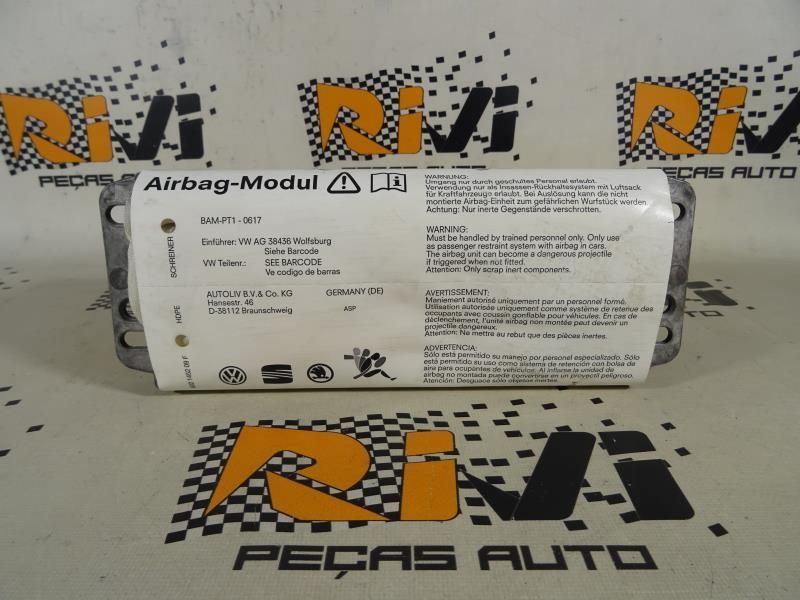 RiVi
PEÇAS AUTO
RiVi
PEÇAS AUTO
RiVi
PEÇAS AUTO
Airbag-Modul
BAM-PT1 - 0617
Einführer: VW AG 38436 Wolfsburg
Siehe Barcode
VW Teilenr.: SEE BARCODE
Ve codigo de barras
AUTOLIV B.V.& Co. KG GERMANY (DE)
Hansestr. 46
D-38112 Braunschweig ASP
SCHREINER
HDPE
WARNUNG:
Umgang nur durch geschultes Personal erlaubt.
Verwendung nur als Insassen-Rückhaltesystem mit Luftsack
für Kraftfahrzeuge erlaubt. Bei Auslösung kann die nicht
montierte Airbag-Einheit zum gefährlichen Wurfstück werden.
Achtung: Nur inerte Gegenstände verschrotten.
WARNING:
Must be handled by trained personnel only. Only use
as passenger restraint system with airbag in cars.
The airbag unit can become a dangerous projectile
if triggered when not fitted.
Attention: Only scrap inert components.
AVERTISSEMENT:
Maniement autorisé uniquement par un personnel formé.
Utilisation autorisée uniquement comme système de retenue des
occupants avec coussin gonflable pour véhicules. En cas de
déclenchement, l'unité airbag non montée peut devenir un
projectile dangereux.
Attention: Ne mettre au rebut que des pièces inertes.
ADVERTENCIA:
Sólo está permitido su manejo por personal especializado. Sólo
está permitido su uso como sistema de retención con bolsa de
aire para ocupantes de vehículos. Al inflarse la unidad de
airbag no montada puede convertirse en un proyectil peligroso.
Atención: Desguace sólo objetos inertes.
RiVi
PEÇAS AUTO